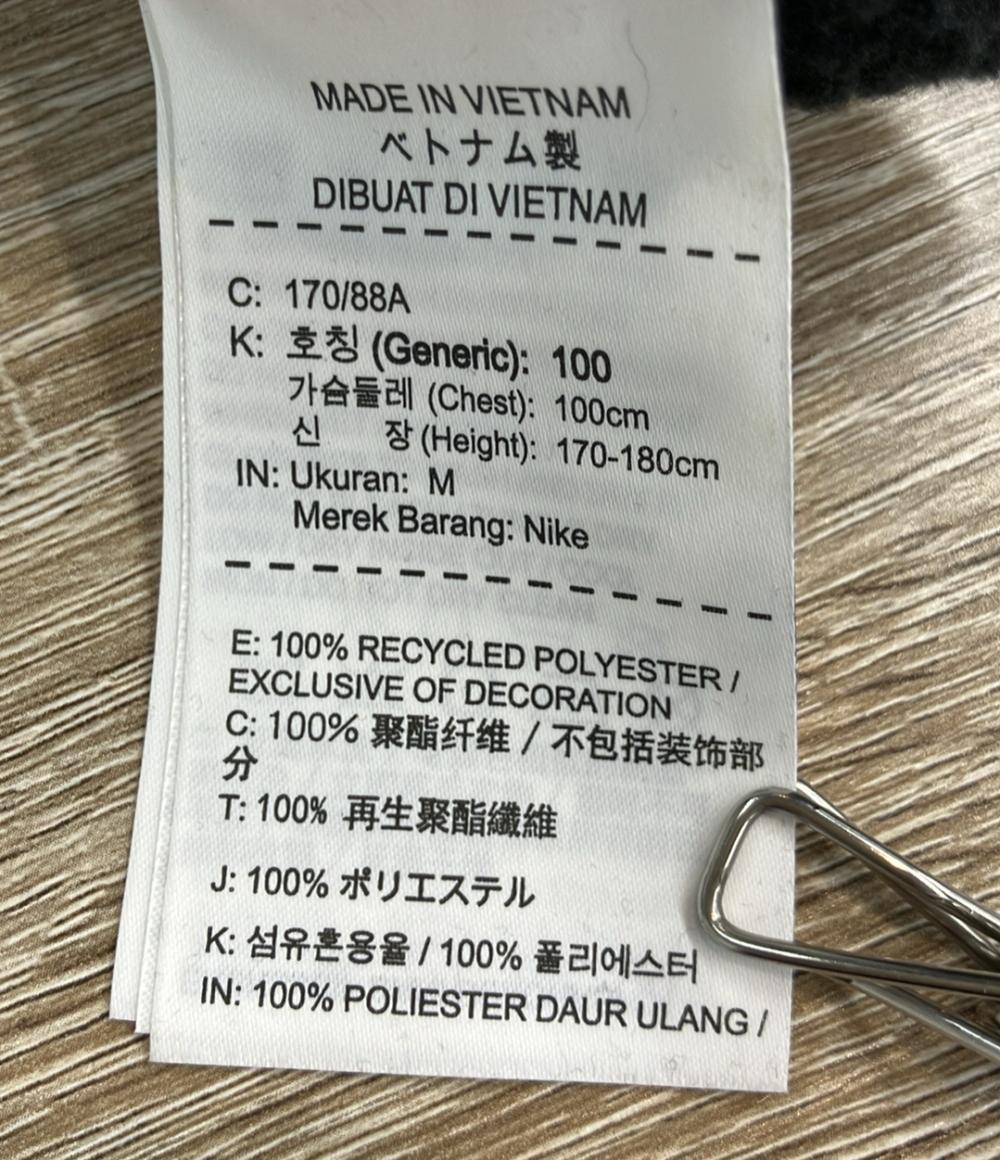 MADE IN VIETNAM
ベトナム製
DIBUAT DI VIETNAM
C: 170/88A
K: 호칭 (Generic): 100
가슴둘레 (Chest): 100cm
신 장 (Height): 170-180cm
IN: Ukuran: M
Merek Barang: Nike
E: 100% RECYCLED POLYESTER /
EXCLUSIVE OF DECORATION
C: 100% 聚酯纤维 / 不包括装饰部
分
T: 100% 再生聚酯纖維
J: 100% ポリエステル
K: 섬유혼용율 / 100% 폴리에스터
IN: 100% POLIESTER DAUR ULANG /